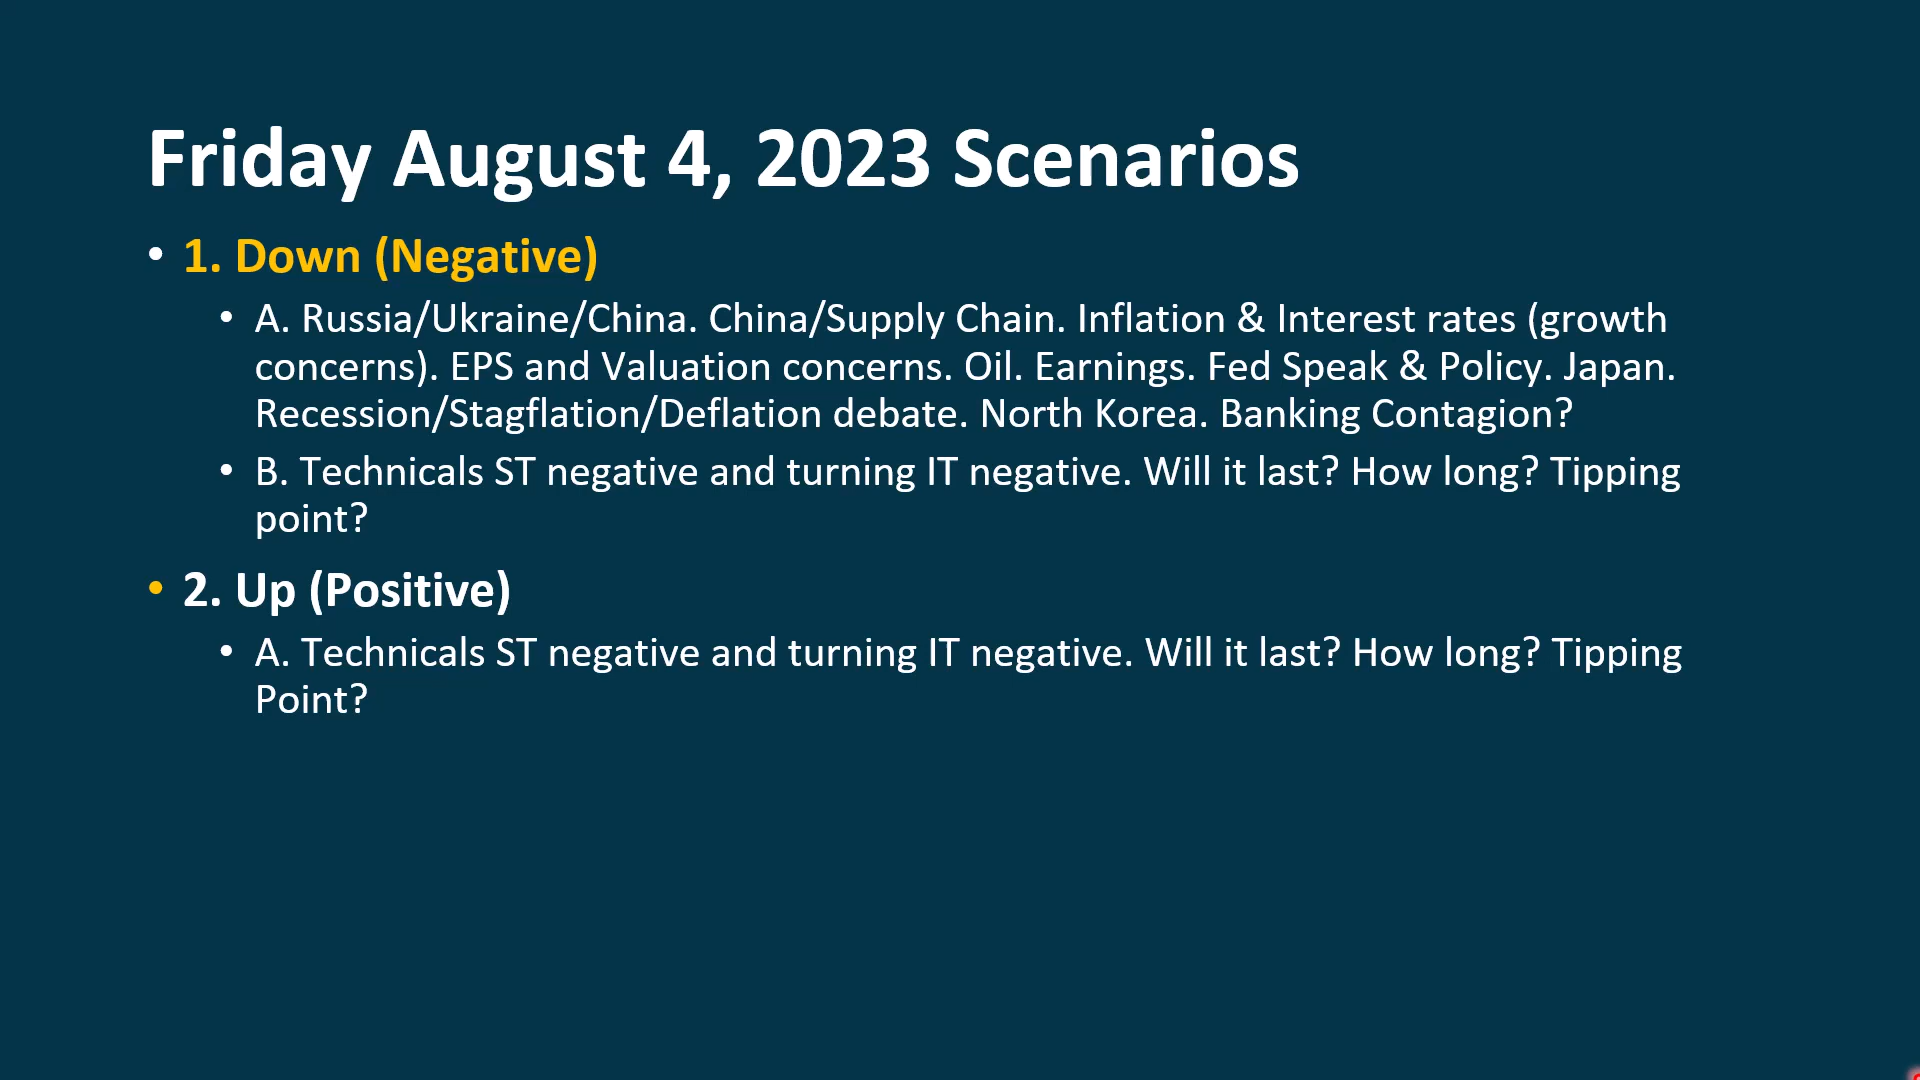 Friday August 4, 2023 Scenarios
• 1. Down (Negative)
• A. Russia/Ukraine/China. China/Supply Chain. Inflation & Interest rates (growth
concerns). EPS and Valuation concerns. Oil. Earnings. Fed Speak & Policy. Japan.
Recession/Stagflation/Deflation debate. North Korea. Banking Contagion?
• B. Technicals ST negative and turning IT negative. Will it last? How long? Tipping
point?
• 2. Up (Positive)
• A. Technicals ST negative and turning IT negative. Will it last? How long? Tipping
Point?